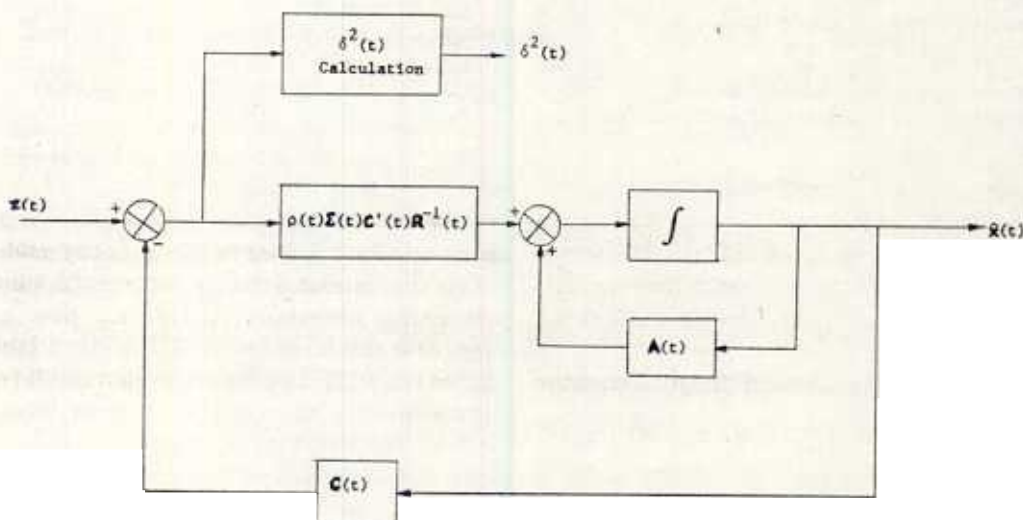 δ²(t)
Calculation
δ²(t)
z(t)
+
−
ρ(t)Σ(t)C'(t)R⁻¹(t)
+
+
∫
x̂(t)
A(t)
C(t)